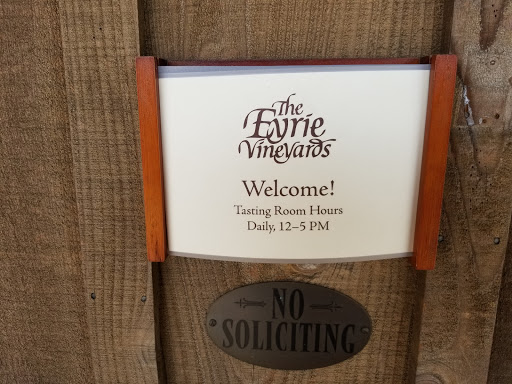 The
Eyrie
Vineyards
Welcome!
Tasting Room Hours
Daily, 12–5 PM
NO
SOLICITING